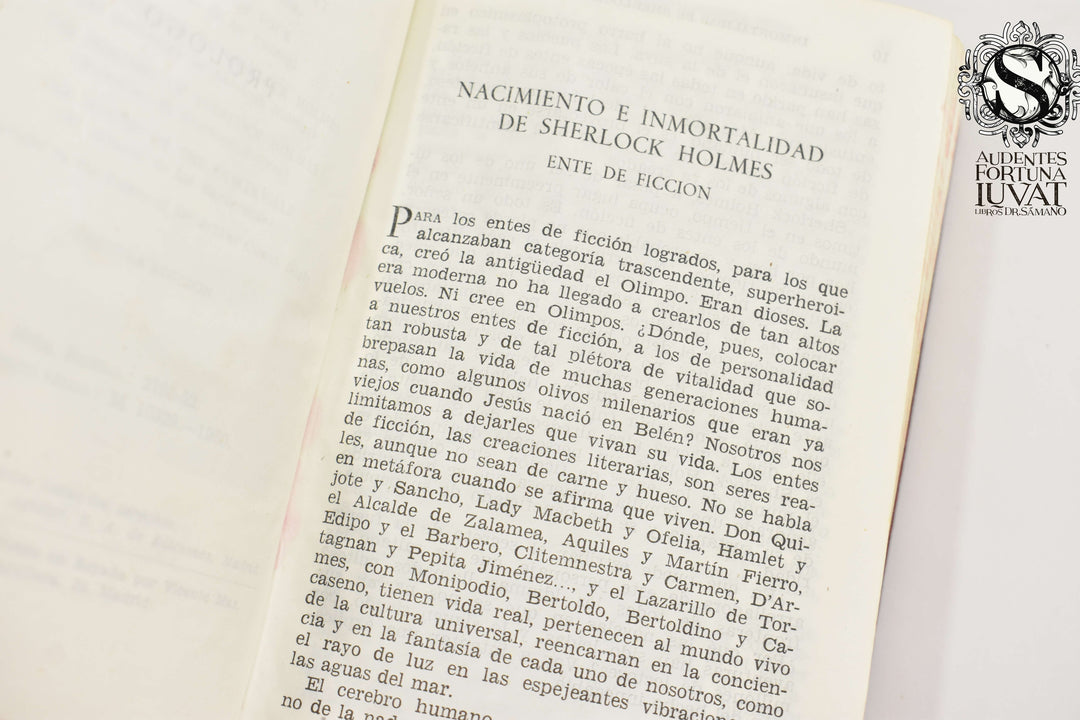 NACIMIENTO E INMORTALIDAD
DE SHERLOCK HOLMES
ENTE DE FICCION
PARA los entes de ficción logrados, para los que
alcanzaban categoría trascendente, superheroi-
ca, creó la antigüedad el Olimpo. Eran dioses. La
era moderna no ha llegado a crearlos de tan altos
vuelos. Ni cree en Olimpos. ¿Dónde, pues, colocar
a nuestros entes de ficción, a los de personalidad
tan robusta y de tal plétora de vitalidad que so-
brepasan la vida de muchas generaciones huma-
nas, como algunos olivos milenarios que eran ya
viejos cuando Jesús nació en Belén? Nosotros nos
limitamos a dejarles que vivan su vida. Los entes
de ficción, las creaciones literarias, son seres rea-
les, aunque no sean de carne y hueso. No se habla
en metáfora cuando se afirma que viven. Don Qui-
jote y Sancho, Lady Macbeth y Ofelia, Hamlet y
el Alcalde de Zalamea, Aquiles y Martín Fierro,
Edipo y el Barbero, Clitemnestra y Carmen, D'Ar-
tagnan y Pepita Jiménez..., y el Lazarillo de Tor-
mes, con Monipodio, Bertoldo, Bertoldino y Ca-
caseno, tienen vida real, pertenecen al mundo vivo
de la cultura universal, reencarnan en la concien-
cia y en la fantasía de cada uno de nosotros, como
el rayo de luz en las espejeantes vibracio
las aguas del mar.
El cerebro humano
no de la
S
AUDENTES
FORTUNA
IUVAT
LIBROS DR. SÁMANO